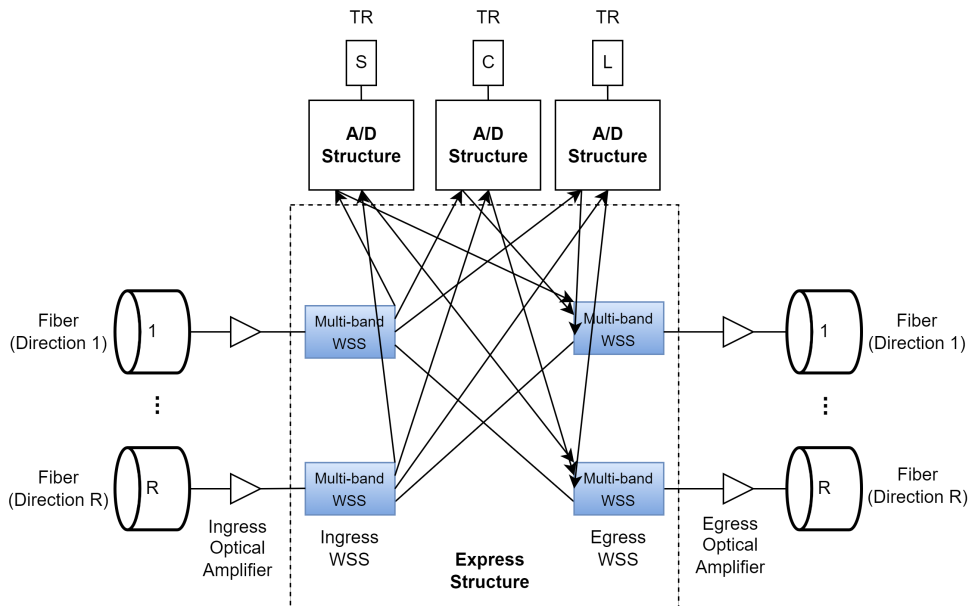 TR
TR
TR
S
C
L
A/D
Structure
A/D
Structure
A/D
Structure
Fiber
(Direction 1)
1
Multi-band
WSS
Multi-band
WSS
1
Fiber
(Direction 1)
...
...
Fiber
(Direction R)
R
Multi-band
WSS
Multi-band
WSS
R
Fiber
(Direction R)
Ingress
Optical
Amplifier
Ingress
WSS
Express
Structure
Egress
WSS
Egress
Optical
Amplifier